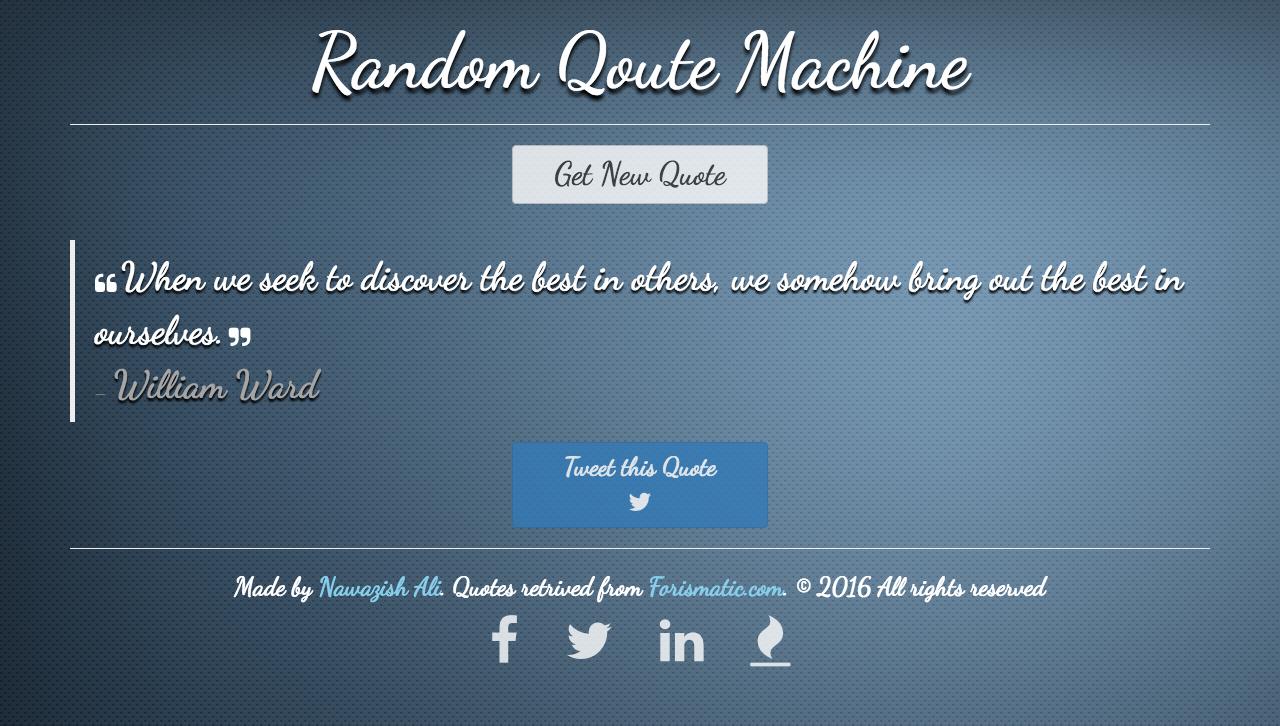 Random Qoute Machine
Get New Quote
❝ When we seek to discover the best in others, we somehow bring out the best in
ourselves. ❞
– William Ward
Tweet this Quote
Made by Nawazish Ali. Quotes retrived from Forismatic.com. © 2016 All rights reserved